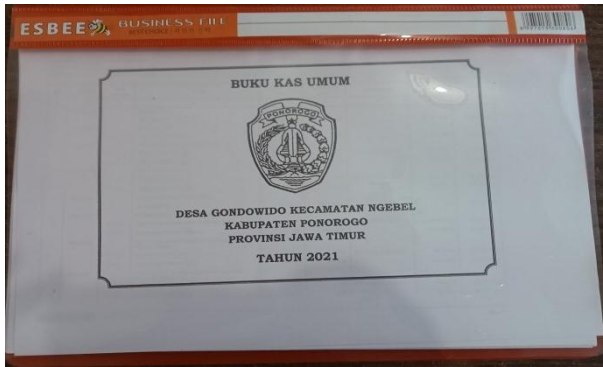 ESBEE BUSINESS FILE
BUKU KAS UMUM
PONOROGO
DESA GONDOWIDO KECAMATAN NGEBEL
KABUPATEN PONOROGO
PROVINSI JAWA TIMUR
TAHUN 2021